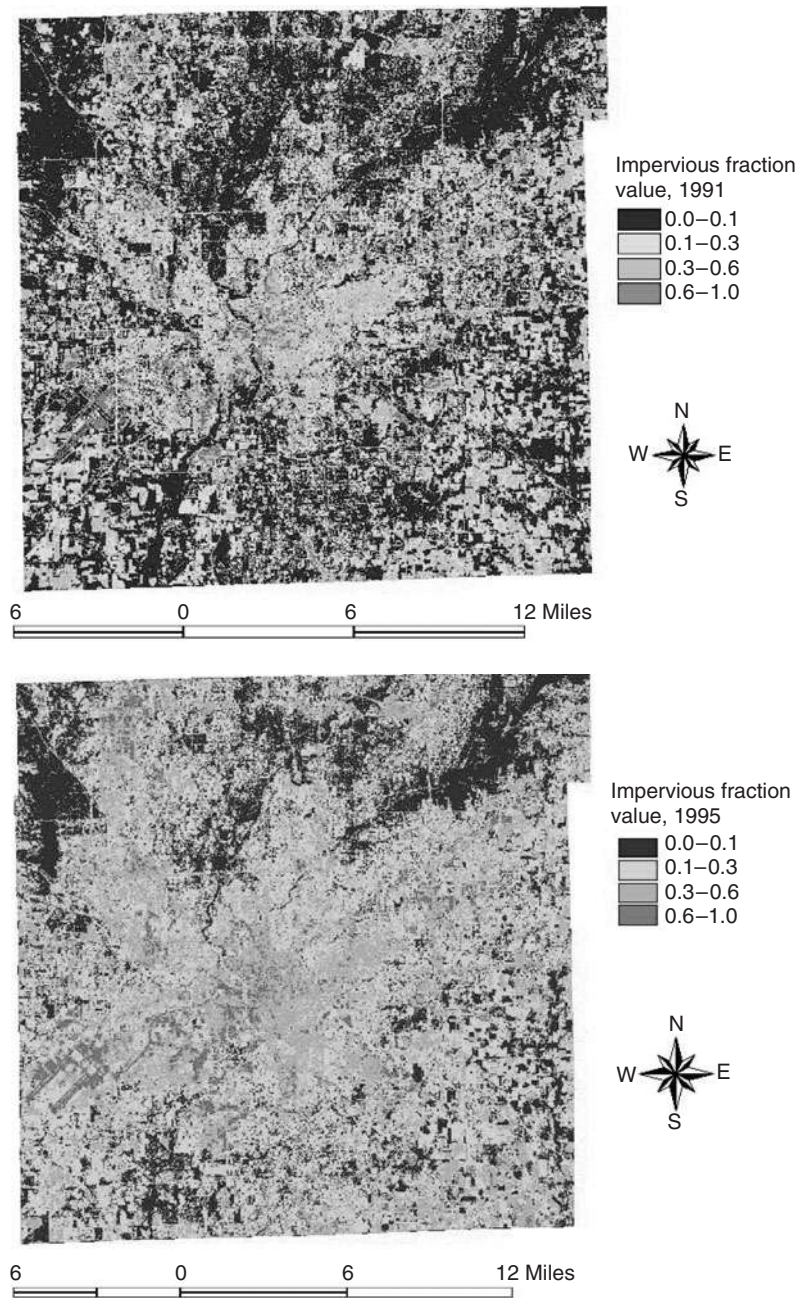 Impervious fraction
value, 1991
0.0–0.1
0.1–0.3
0.3–0.6
0.6–1.0
N
W E
S
6 0 6 12 Miles
Impervious fraction
value, 1995
0.0–0.1
0.1–0.3
0.3–0.6
0.6–1.0
N
W E
S
6 0 6 12 Miles